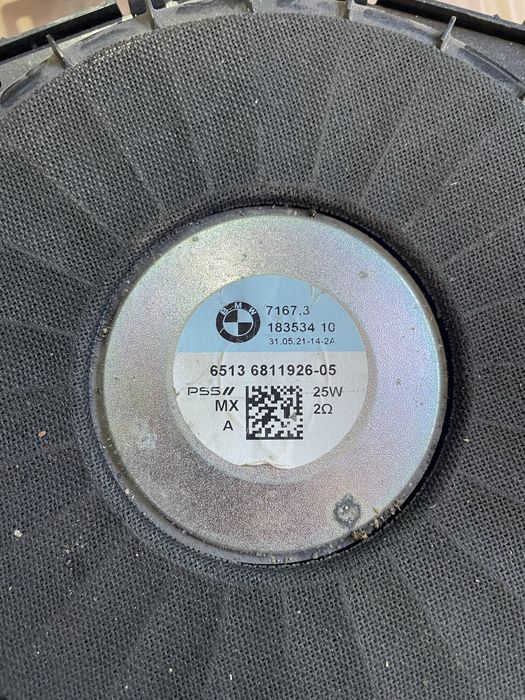 BMW
7167.3
183534 10
31.05.21-14-2A
6513 6811926-05
PSS// 25W
MX 2Ω
A